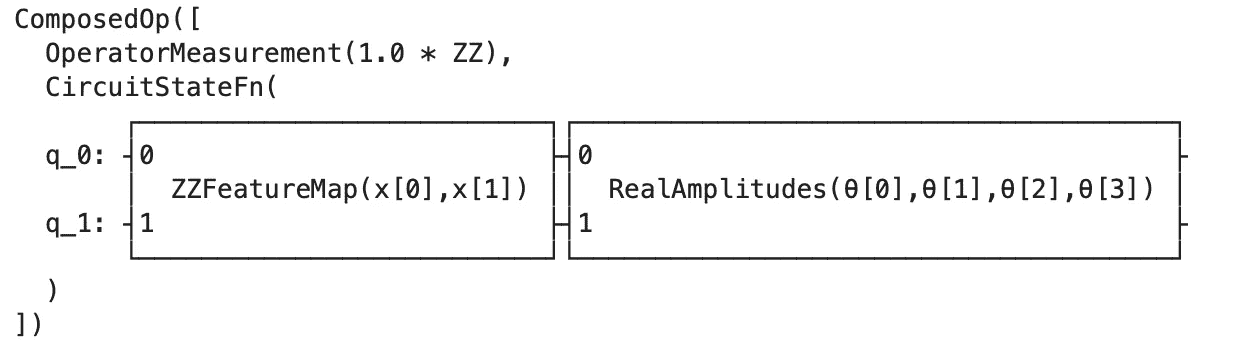 ComposedOp([
OperatorMeasurement(1.0 * ZZ),
CircuitStateFn(
q_0: 0 0
ZZFeatureMap(x[0],x[1]) RealAmplitudes(θ[0],θ[1],θ[2],θ[3])
q_1: 1 1
)
])